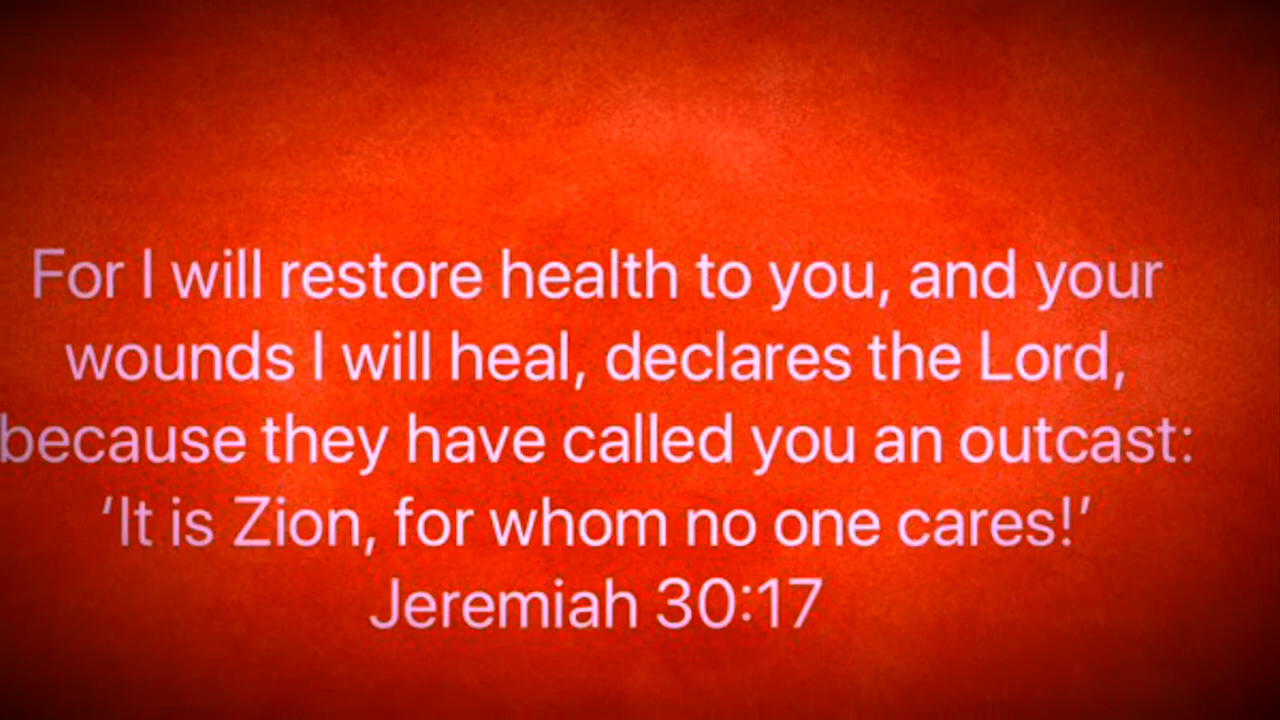 For I will restore health to you, and your
wounds I will heal, declares the Lord,
because they have called you an outcast:
‘It is Zion, for whom no one cares!’
Jeremiah 30:17